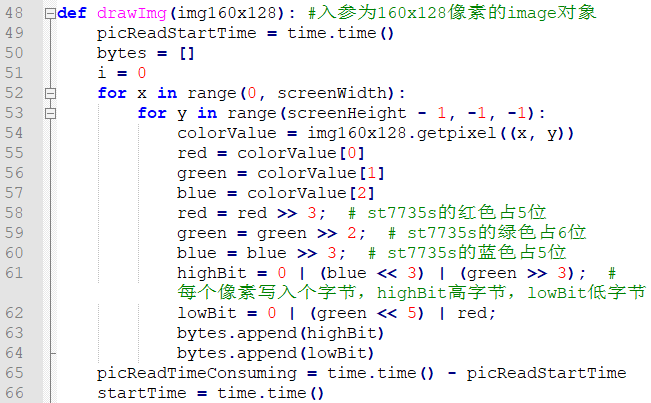 48 def drawImg(img160x128): #入参为160x128像素的image对象
49     picReadStartTime = time.time()
50     bytes = []
51     i = 0
52     for x in range(0, screenWidth):
53         for y in range(screenHeight - 1, -1, -1):
54             colorValue = img160x128.getpixel((x, y))
55             red = colorValue[0]
56             green = colorValue[1]
57             blue = colorValue[2]
58             red = red >> 3;  # st7735s的红色占5位
59             green = green >> 2;  # st7735s的绿色占6位
60             blue = blue >> 3;  # st7735s的蓝色占5位
61             highBit = 0 | (blue << 3) | (green >> 3);  #
            每个像素写入个字节，highBit高字节，lowBit低字节
62             lowBit = 0 | (green << 5) | red;
63             bytes.append(highBit)
64             bytes.append(lowBit)
65     picReadTimeConsuming = time.time() - picReadStartTime
66     startTime = time.time()